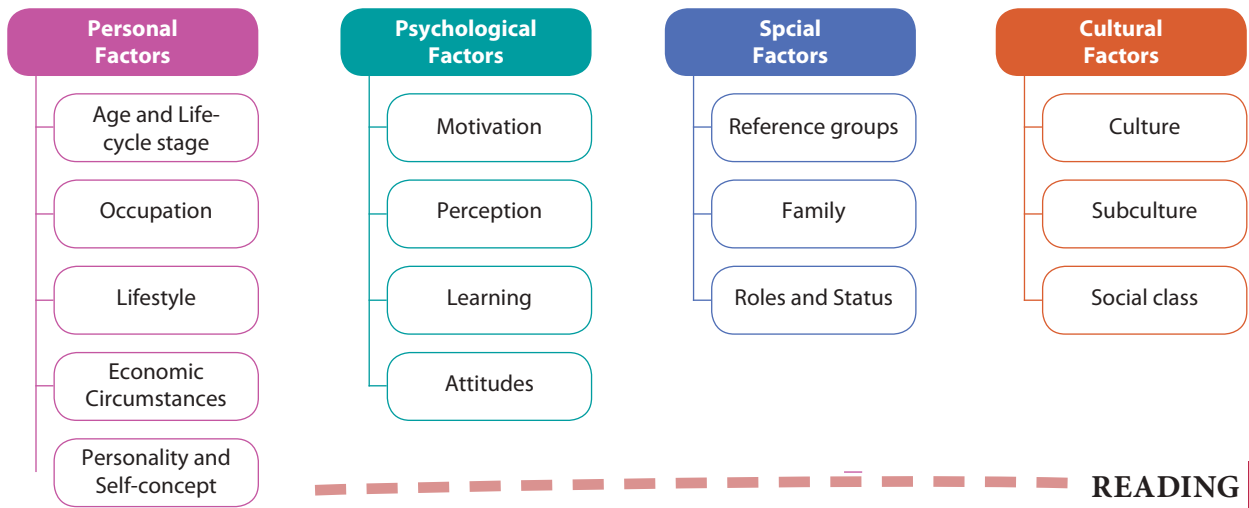 Personal
Factors
Age and Life-
cycle stage
Occupation
Lifestyle
Economic
Circumstances
Personality and
Self-concept
Psychological
Factors
Motivation
Perception
Learning
Attitudes
Spcial
Factors
Reference groups
Family
Roles and Status
Cultural
Factors
Culture
Subculture
Social class
READING